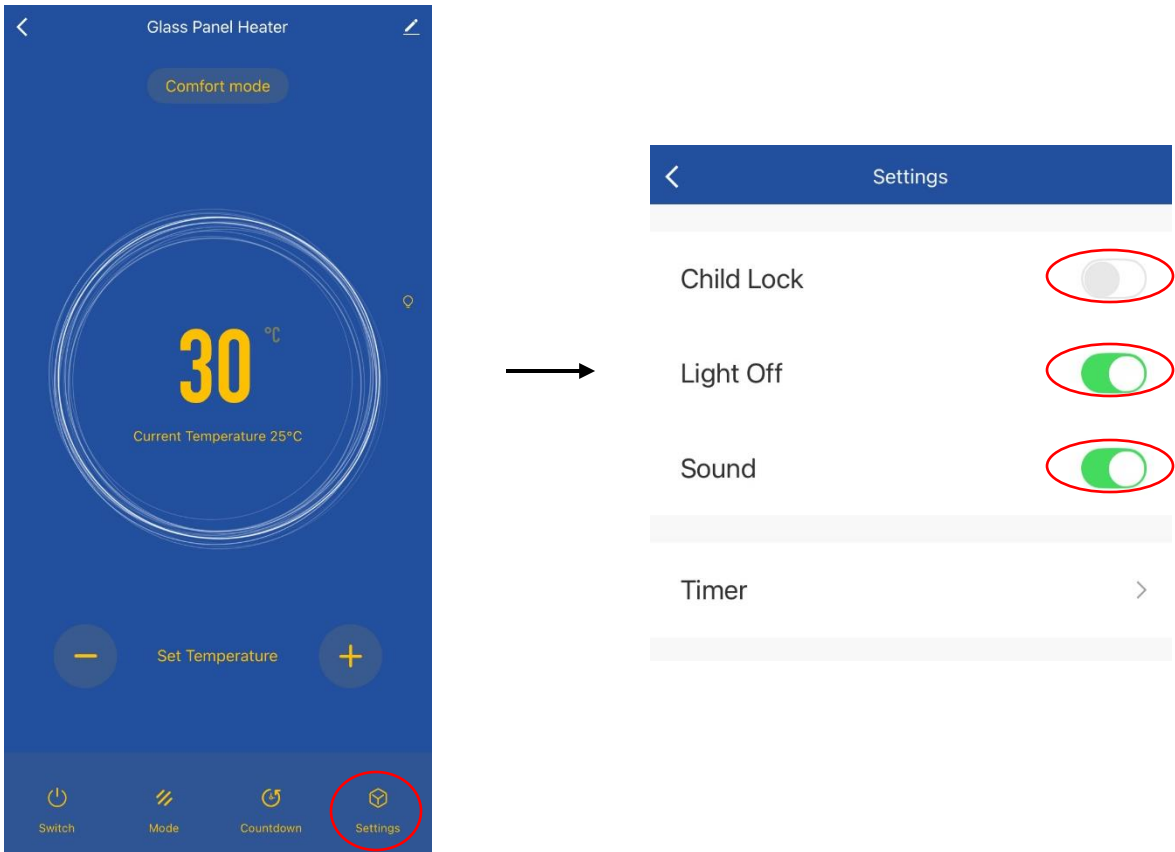 Glass Panel Heater
Comfort mode
30 °C
Current Temperature 25°C
Set Temperature
Switch Mode Countdown Settings
Settings
Child Lock
Light Off
Sound
Timer